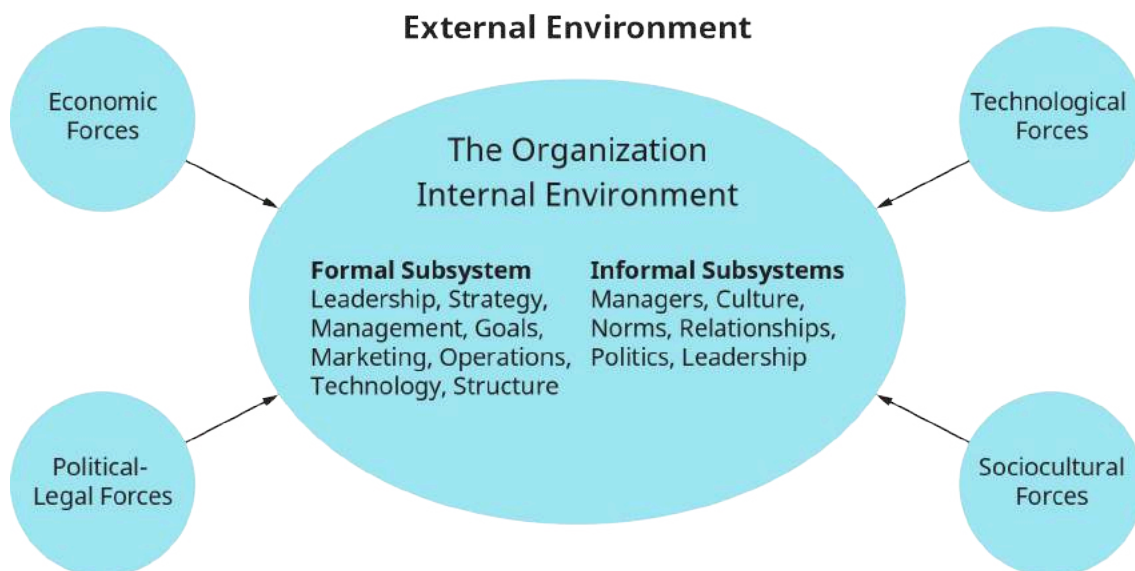 External Environment
Economic
Forces
Technological
Forces
The Organization
Internal Environment
Formal Subsystem
Leadership, Strategy,
Management, Goals,
Marketing, Operations,
Technology, Structure
Informal Subsystems
Managers, Culture,
Norms, Relationships,
Politics, Leadership
Political-
Legal Forces
Sociocultural
Forces